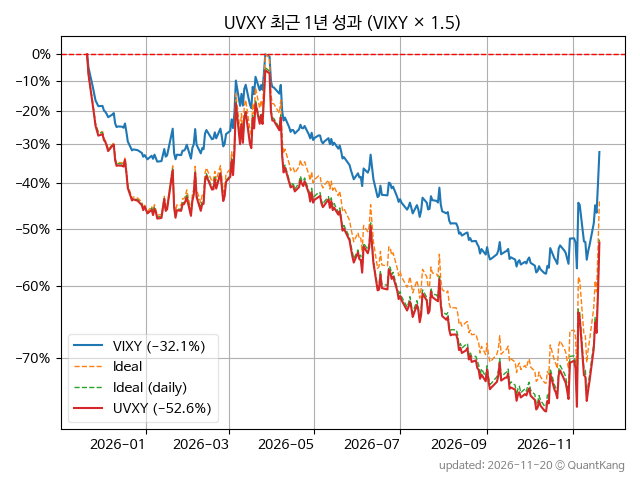 UVXY 최근 1년 성과 (VIXY × 1.5)
0%
−10%
−20%
−30%
−40%
−50%
−60%
−70%
VIXY (−32.1%)
Ideal
Ideal (daily)
UVXY (−52.6%)
2026-01 2026-03 2026-05 2026-07 2026-09 2026-11
updated: 2026-11-20 © QuantKang